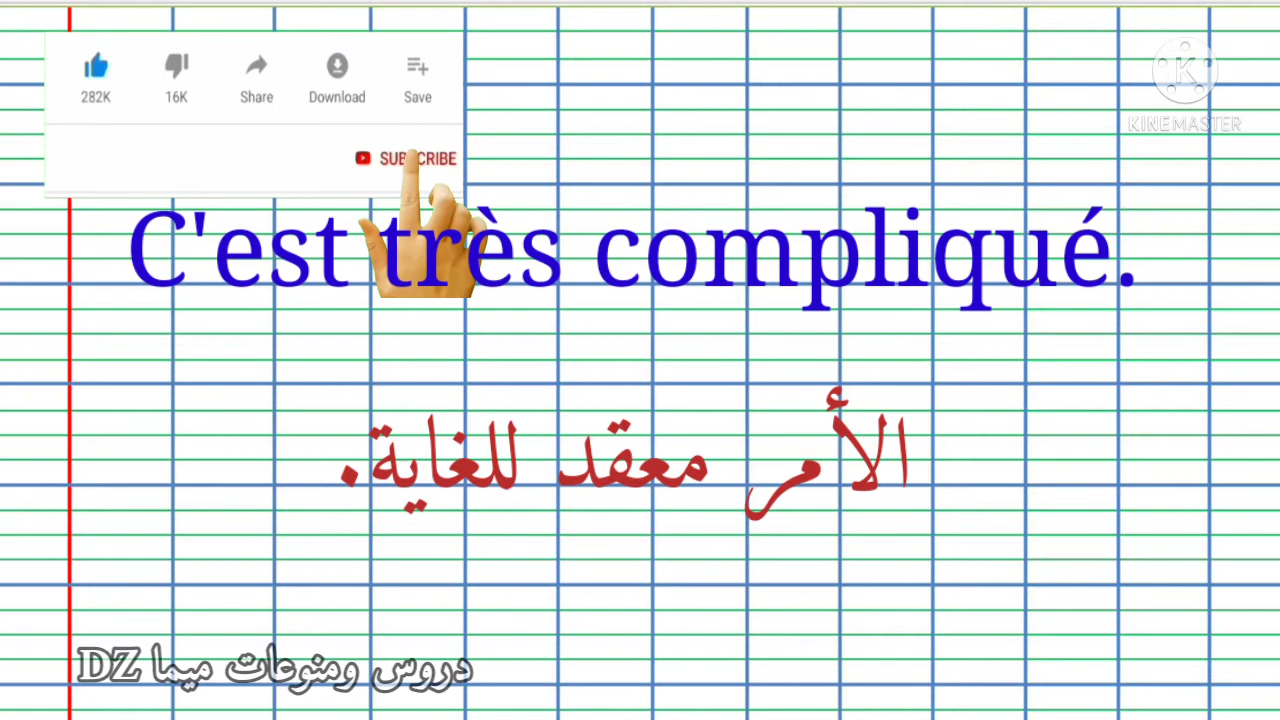 282K 16K Share Download Save
SUBSCRIBE
KINEMASTER
C'est très compliqué.
الأمر معقد للغاية.
دروس ومنوعات ميما DZ